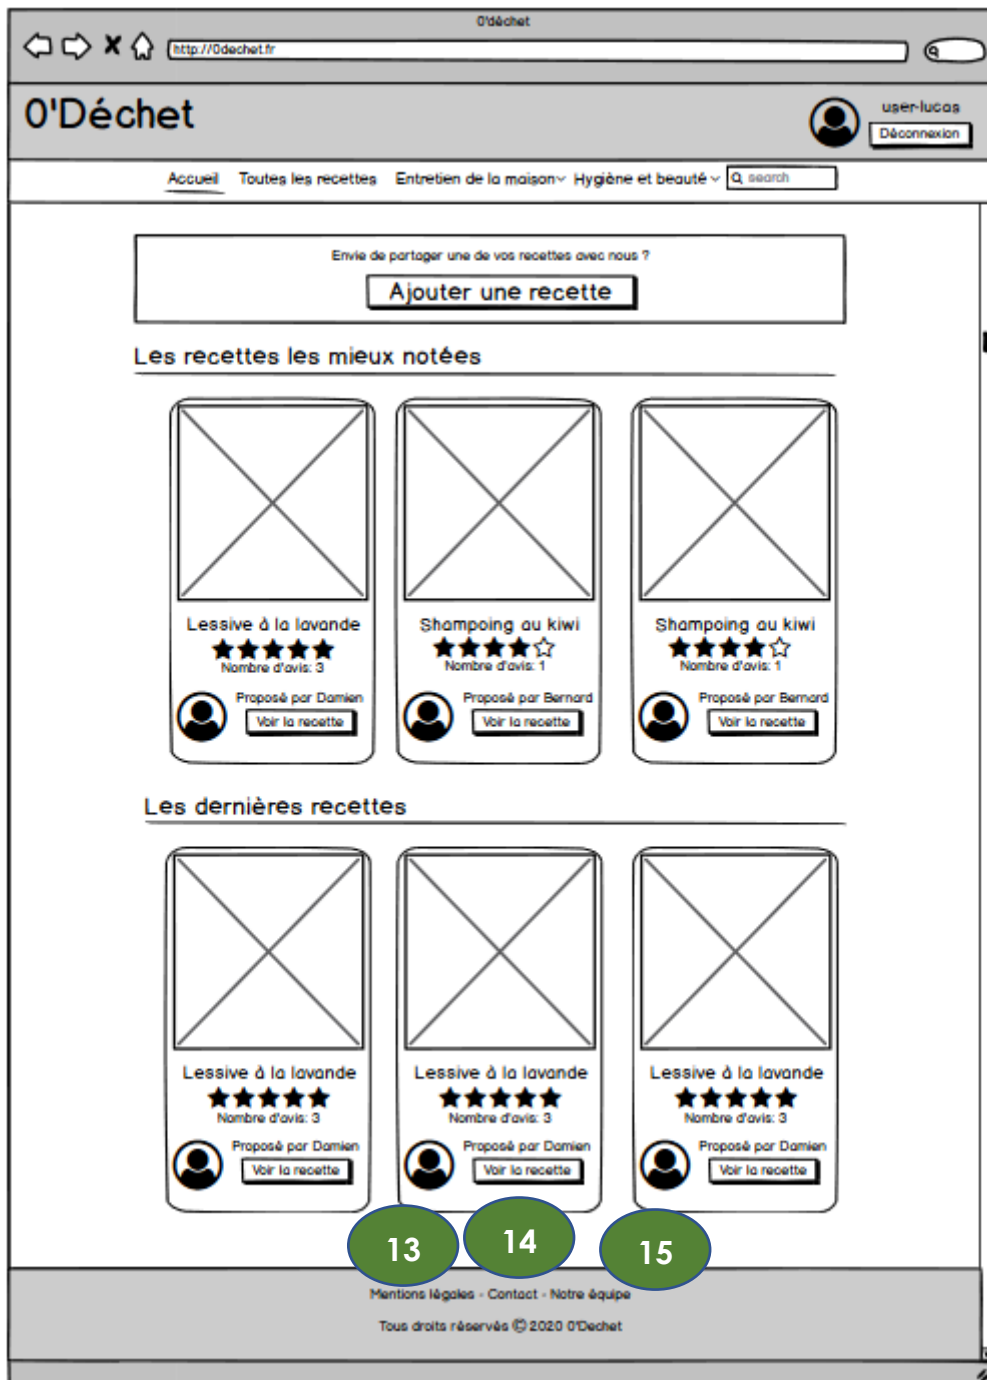 0'déchet
http://0dechet.fr
0'Déchet
user-lucas
Déconnexion
Accueil Toutes les recettes Entretien de la maison Hygiène et beauté search
Envie de partager une de vos recettes avec nous ?
Ajouter une recette
Les recettes les mieux notées
Lessive à la lavande Shampoing au kiwi Shampoing au kiwi
Nombre d'avis: 3 Nombre d'avis: 1 Nombre d'avis: 1
Proposé par Damien Proposé par Bernard Proposé par Bernard
Voir la recette Voir la recette Voir la recette
Les dernières recettes
Lessive à la lavande Lessive à la lavande Lessive à la lavande
Nombre d'avis: 3 Nombre d'avis: 3 Nombre d'avis: 3
Proposé par Damien Proposé par Damien Proposé par Damien
Voir la recette Voir la recette Voir la recette
13 14 15
Mentions légales - Contact - Notre équipe
Tous droits réservés © 2020 0'Dechet